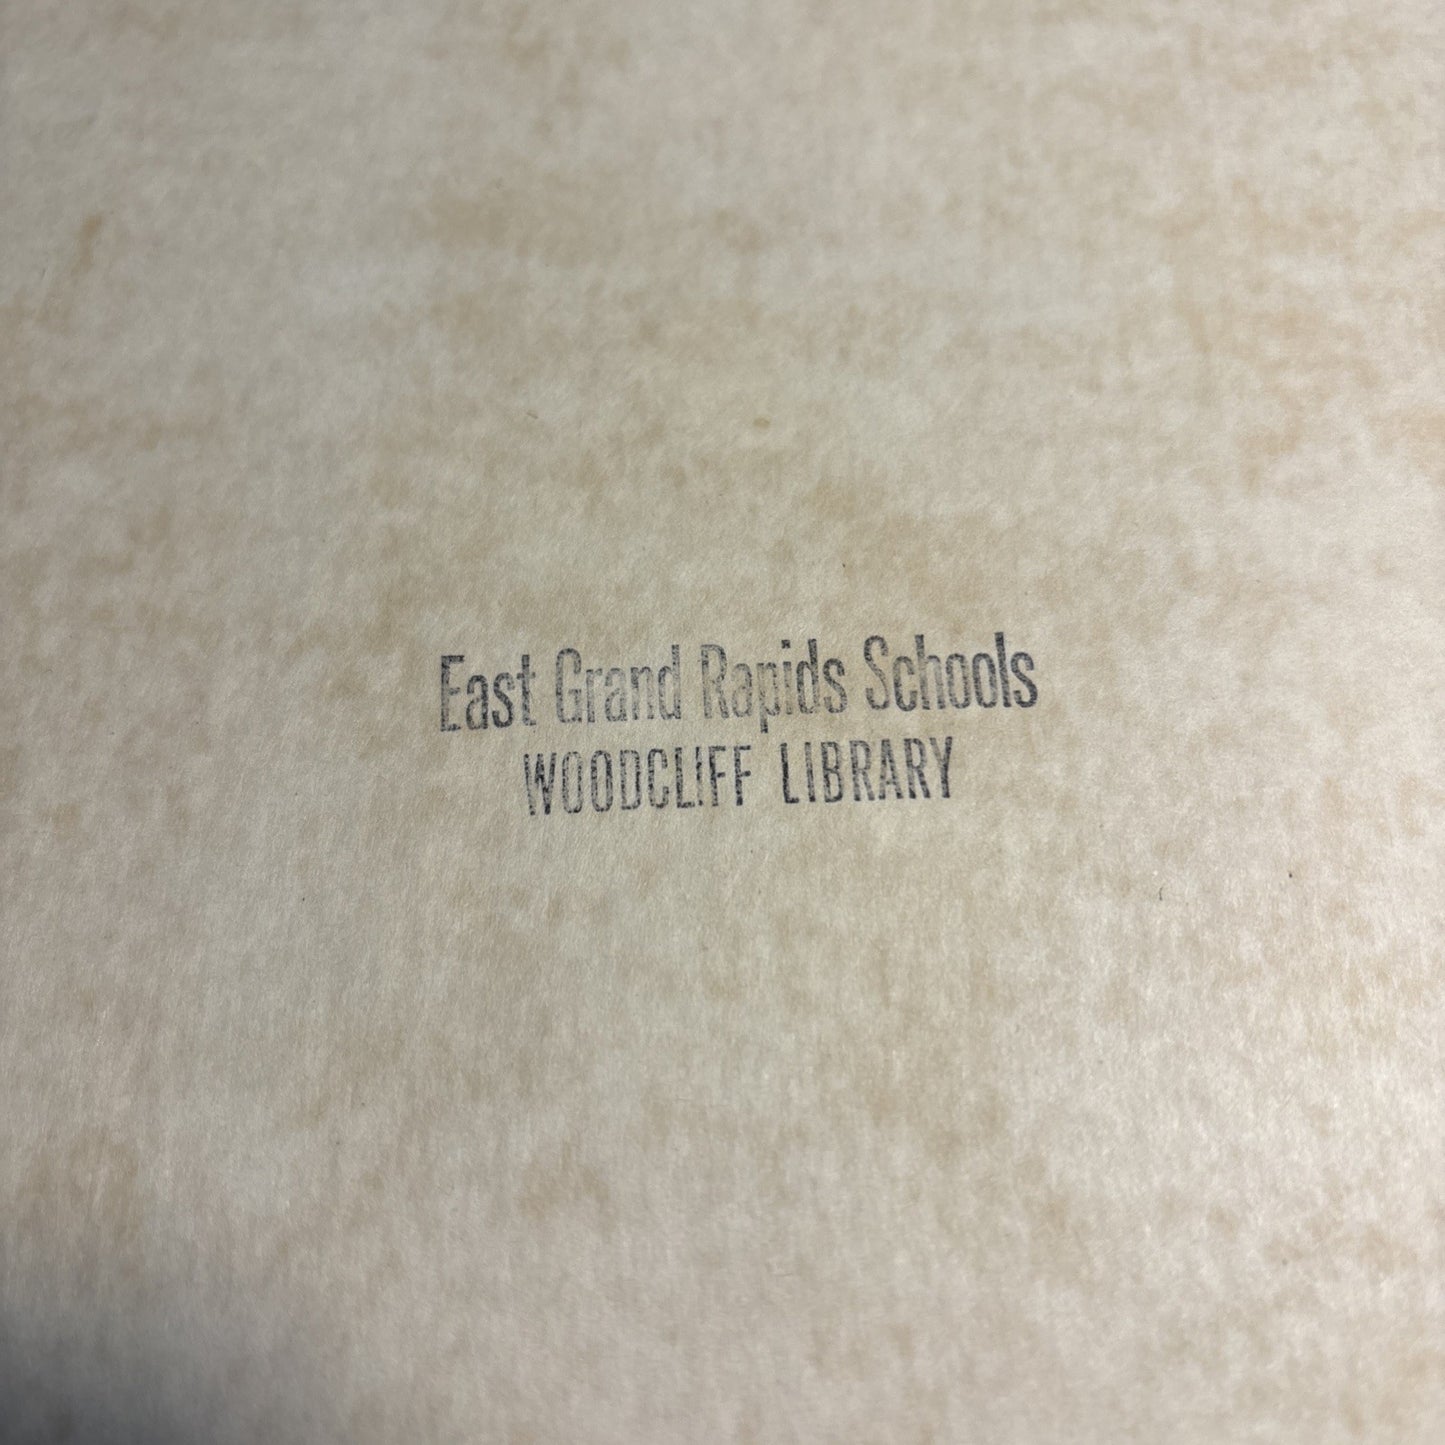 East Grand Rapids Schools
WOODCLIFF LIBRARY